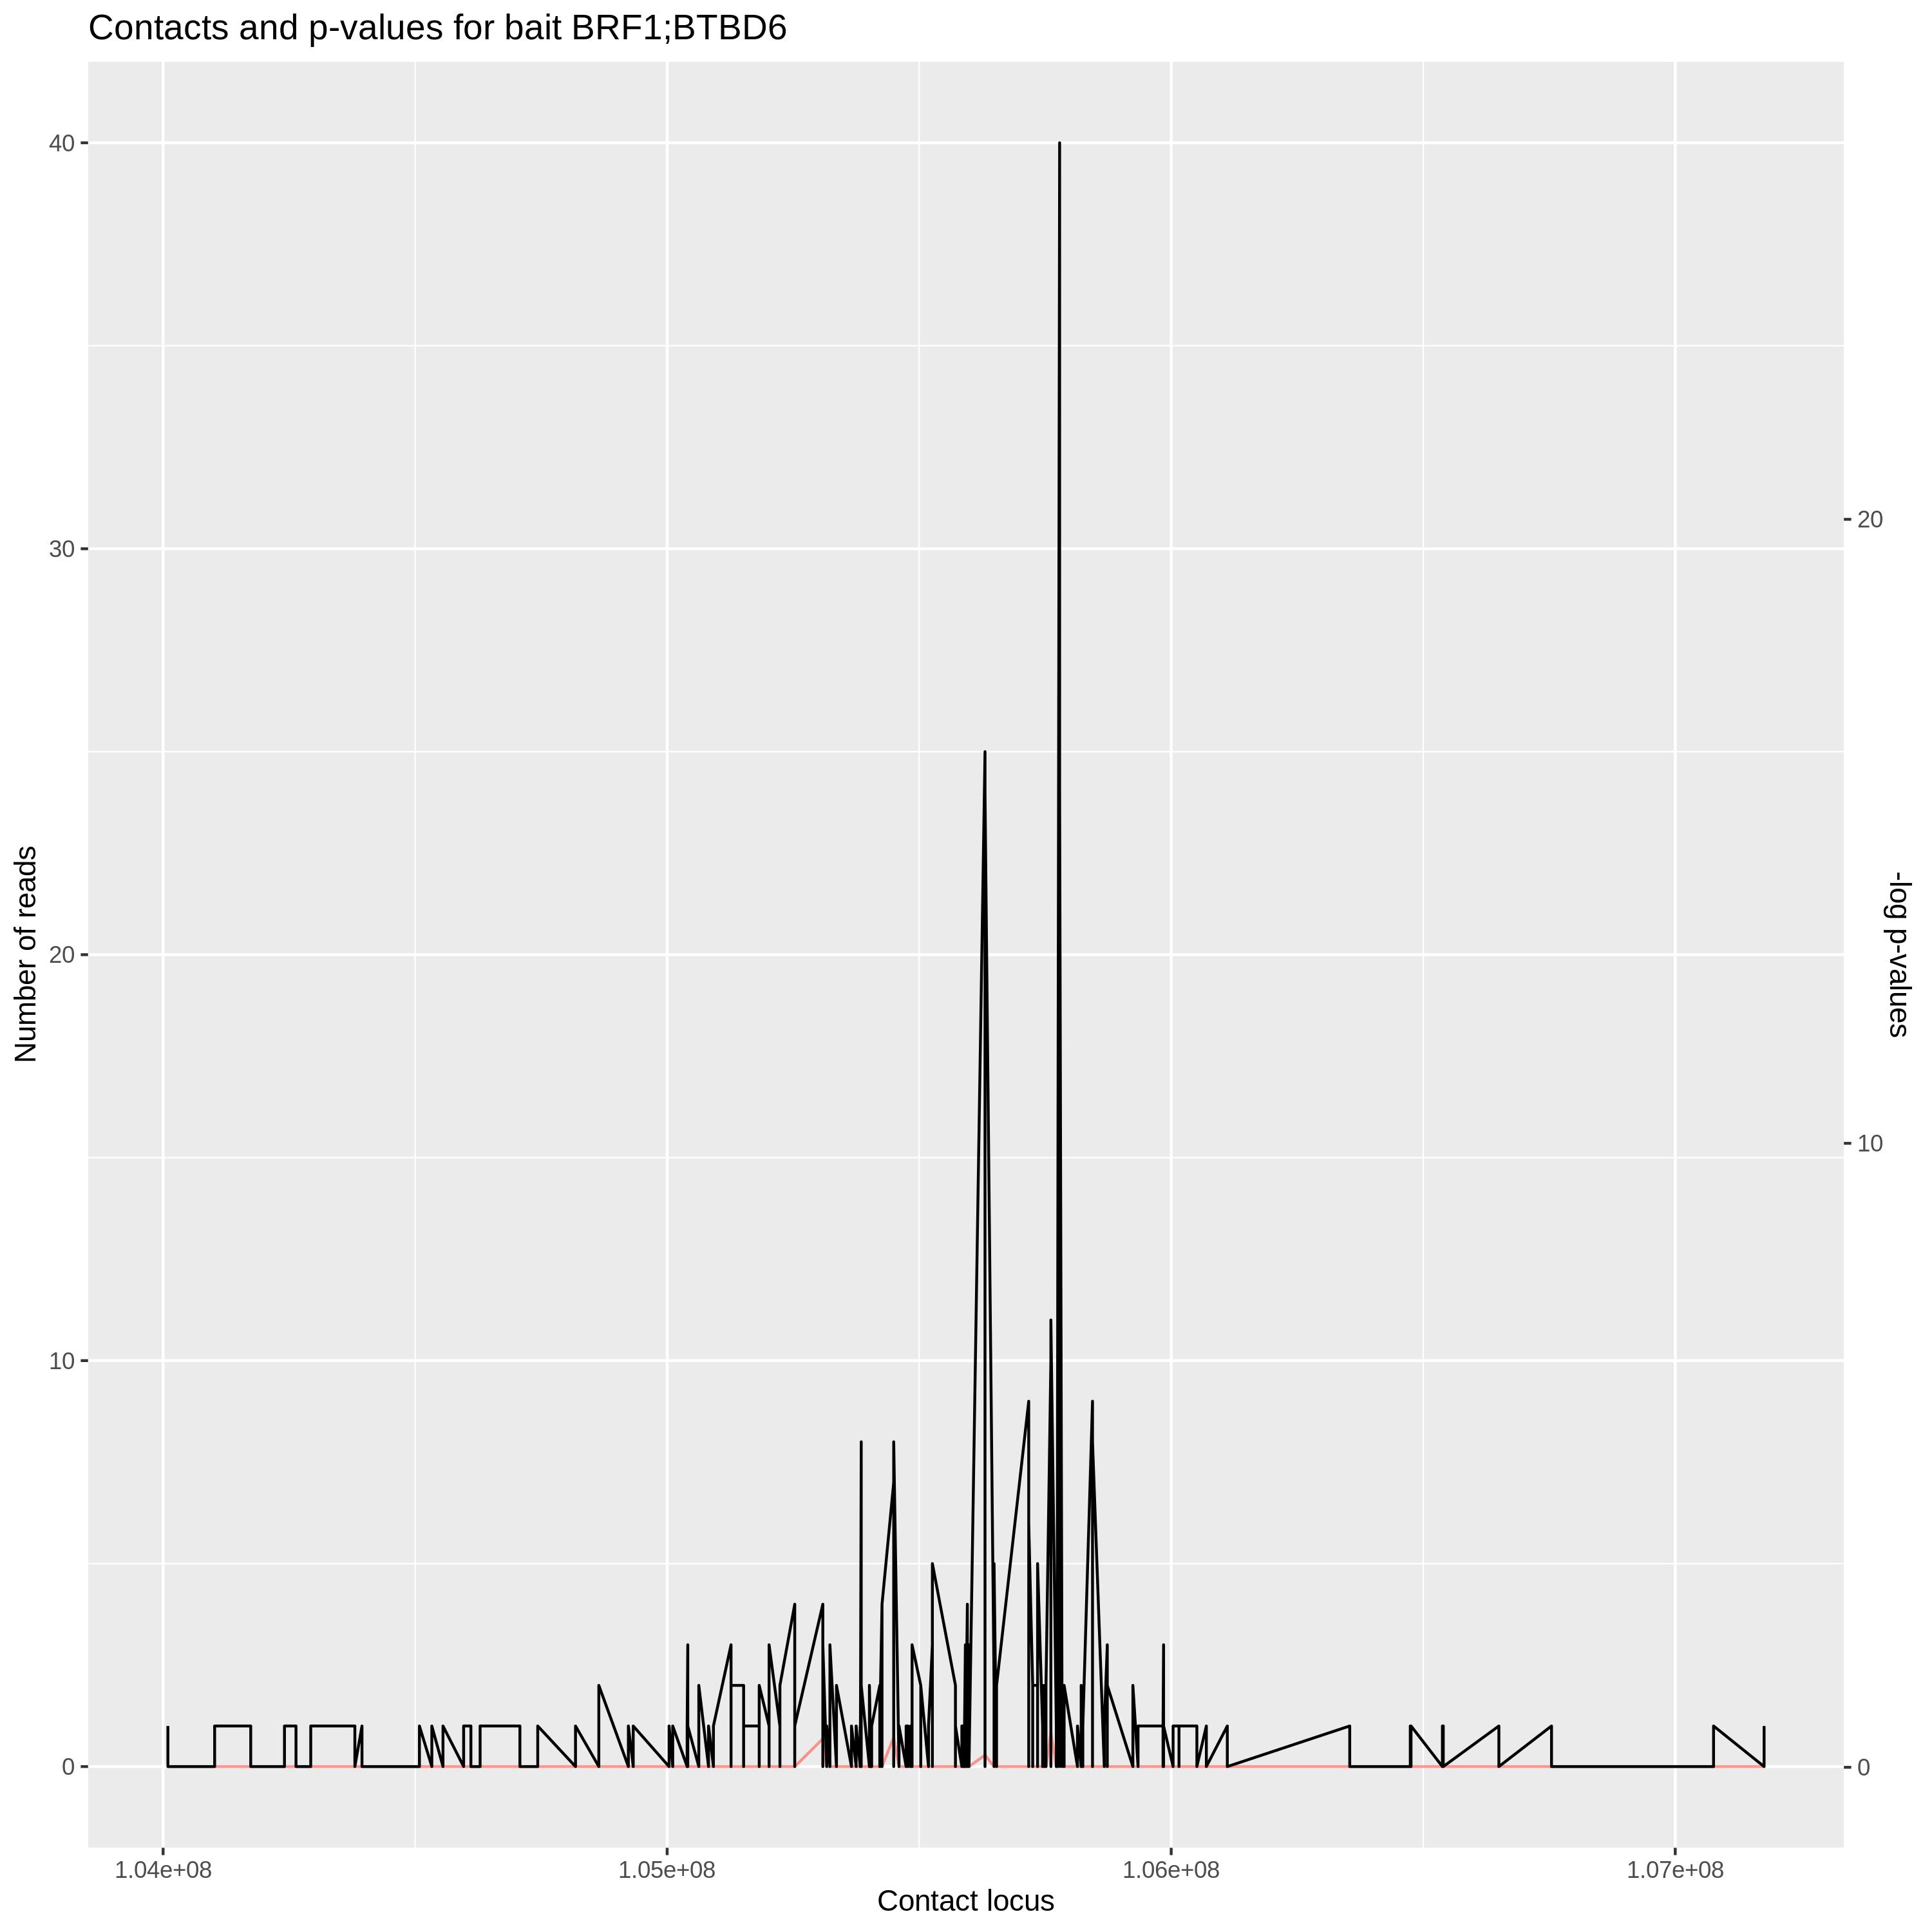 Contacts and p-values for bait BRF1;BTBD6
40
30
20
10
0
Number of reads
20
10
0
-log p-values
1.04e+08
1.05e+08
1.06e+08
1.07e+08
Contact locus